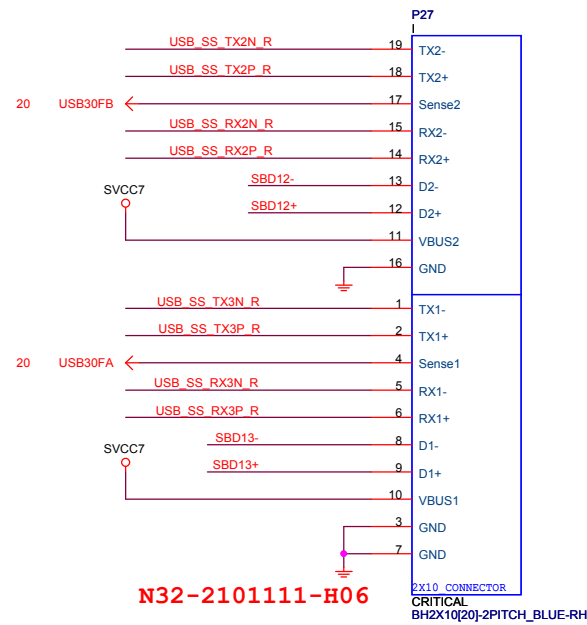 P27
I
USB_SS_TX2N_R 19 TX2-
USB_SS_TX2P_R 18 TX2+
20 USB30FB 17 Sense2
USB_SS_RX2N_R 15 RX2-
USB_SS_RX2P_R 14 RX2+
SBD12- 13 D2-
SVCC7
SBD12+ 12 D2+
11 VBUS2
16 GND
USB_SS_TX3N_R 1 TX1-
USB_SS_TX3P_R 2 TX1+
20 USB30FA 4 Sense1
USB_SS_RX3N_R 5 RX1-
USB_SS_RX3P_R 6 RX1+
SBD13- 8 D1-
SVCC7
SBD13+ 9 D1+
10 VBUS1
3 GND
7 GND
2X10 CONNECTOR
N32-2101111-H06
CRITICAL
BH2X10[20]-2PITCH_BLUE-RH